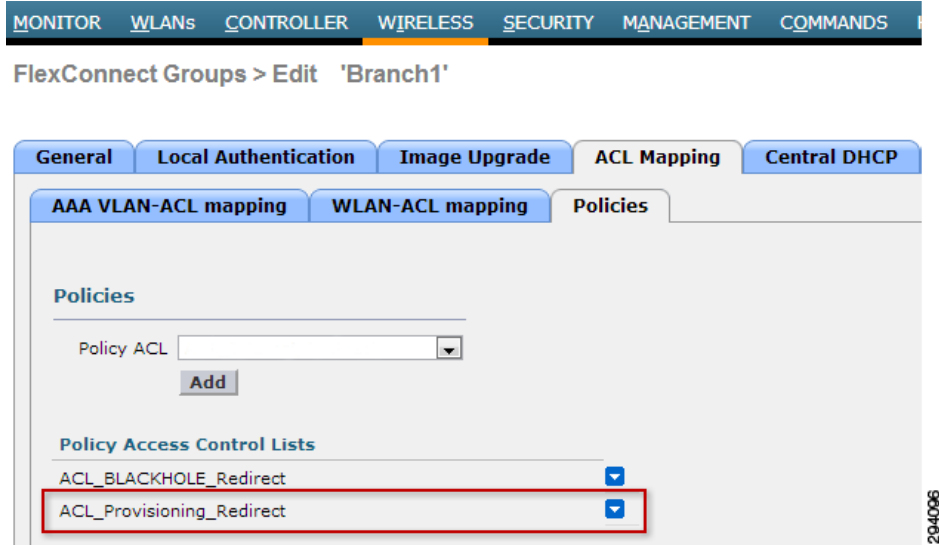 MONITOR WLANs CONTROLLER WIRELESS SECURITY MANAGEMENT COMMANDS
FlexConnect Groups > Edit 'Branch1'
General Local Authentication Image Upgrade ACL Mapping Central DHCP
AAA VLAN-ACL mapping WLAN-ACL mapping Policies
Policies
Policy ACL
Add
Policy Access Control Lists
ACL_BLACKHOLE_Redirect
ACL_Provisioning_Redirect
294096